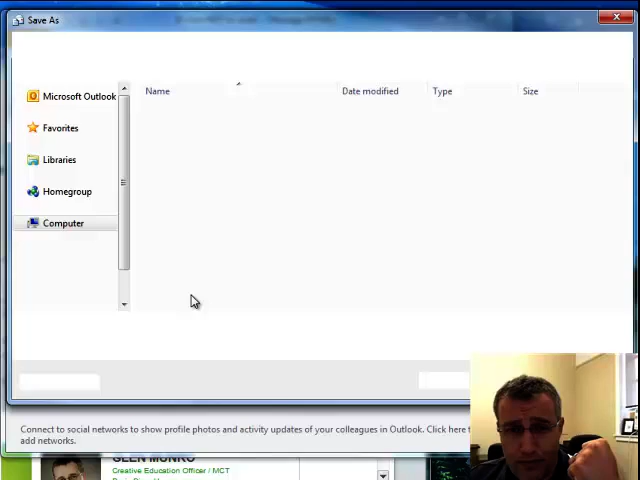 Save As
Name
Date modified
Type
Size
Microsoft Outlook
Favorites
Libraries
Homegroup
Computer
Connect to social networks to show profile photos and activity updates of your colleagues in Outlook. Click here
add networks.
GLEN MUNRO
Creative Education Officer / MCT